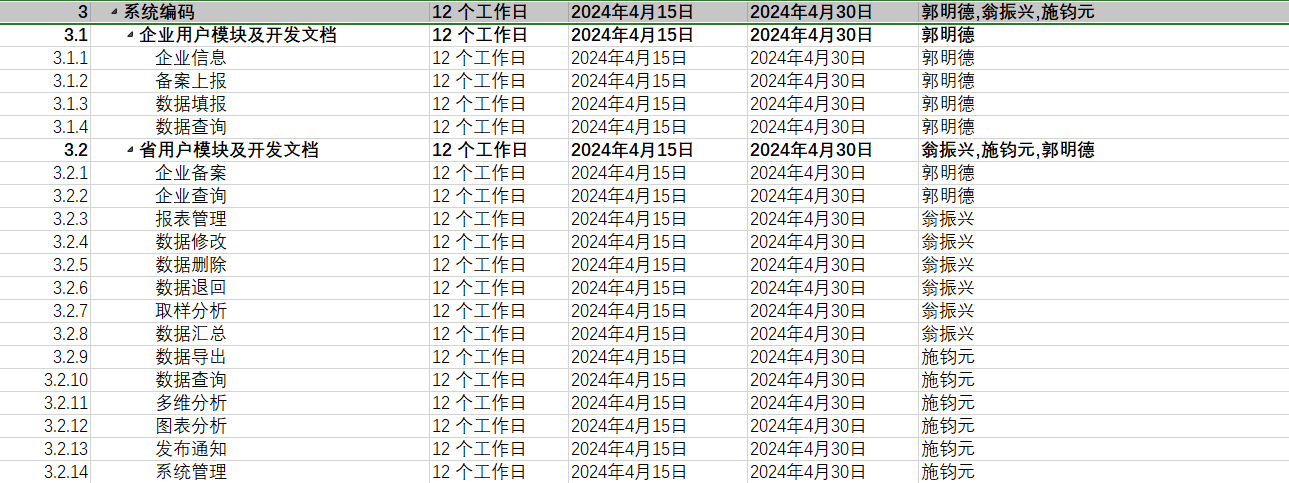 3 系统编码 12 个工作日 2024年4月15日 2024年4月30日 郭明德,翁振兴,施钧元
3.1 企业用户模块及开发文档 12 个工作日 2024年4月15日 2024年4月30日 郭明德
3.1.1 企业信息 12 个工作日 2024年4月15日 2024年4月30日 郭明德
3.1.2 备案上报 12 个工作日 2024年4月15日 2024年4月30日 郭明德
3.1.3 数据填报 12 个工作日 2024年4月15日 2024年4月30日 郭明德
3.1.4 数据查询 12 个工作日 2024年4月15日 2024年4月30日 郭明德
3.2 省用户模块及开发文档 12 个工作日 2024年4月15日 2024年4月30日 翁振兴,施钧元,郭明德
3.2.1 企业备案 12 个工作日 2024年4月15日 2024年4月30日 郭明德
3.2.2 企业查询 12 个工作日 2024年4月15日 2024年4月30日 郭明德
3.2.3 报表管理 12 个工作日 2024年4月15日 2024年4月30日 翁振兴
3.2.4 数据修改 12 个工作日 2024年4月15日 2024年4月30日 翁振兴
3.2.5 数据删除 12 个工作日 2024年4月15日 2024年4月30日 翁振兴
3.2.6 数据退回 12 个工作日 2024年4月15日 2024年4月30日 翁振兴
3.2.7 取样分析 12 个工作日 2024年4月15日 2024年4月30日 翁振兴
3.2.8 数据汇总 12 个工作日 2024年4月15日 2024年4月30日 翁振兴
3.2.9 数据导出 12 个工作日 2024年4月15日 2024年4月30日 施钧元
3.2.10 数据查询 12 个工作日 2024年4月15日 2024年4月30日 施钧元
3.2.11 多维分析 12 个工作日 2024年4月15日 2024年4月30日 施钧元
3.2.12 图表分析 12 个工作日 2024年4月15日 2024年4月30日 施钧元
3.2.13 发布通知 12 个工作日 2024年4月15日 2024年4月30日 施钧元
3.2.14 系统管理 12 个工作日 2024年4月15日 2024年4月30日 施钧元